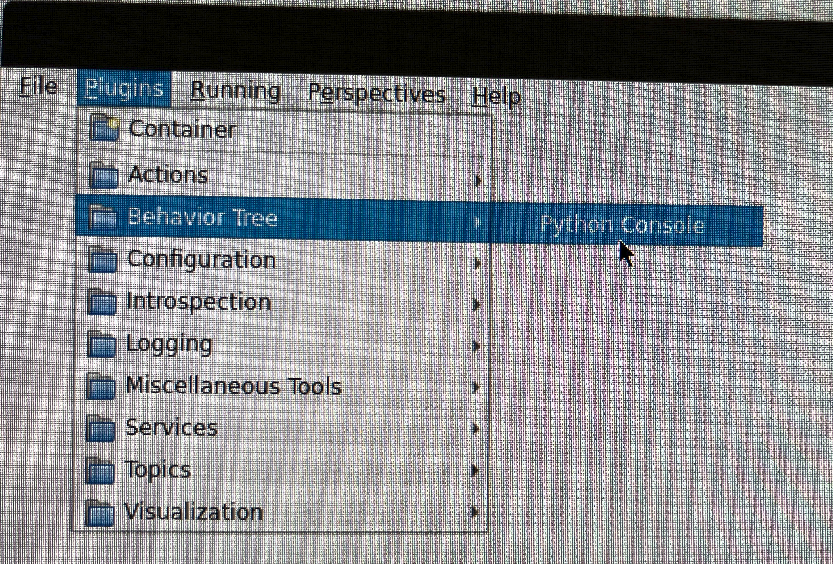 File Plugins Running Perspectives Help
Container
Actions
Behavior Tree Python Console
Configuration
Introspection
Logging
Miscellaneous Tools
Services
Topics
Visualization